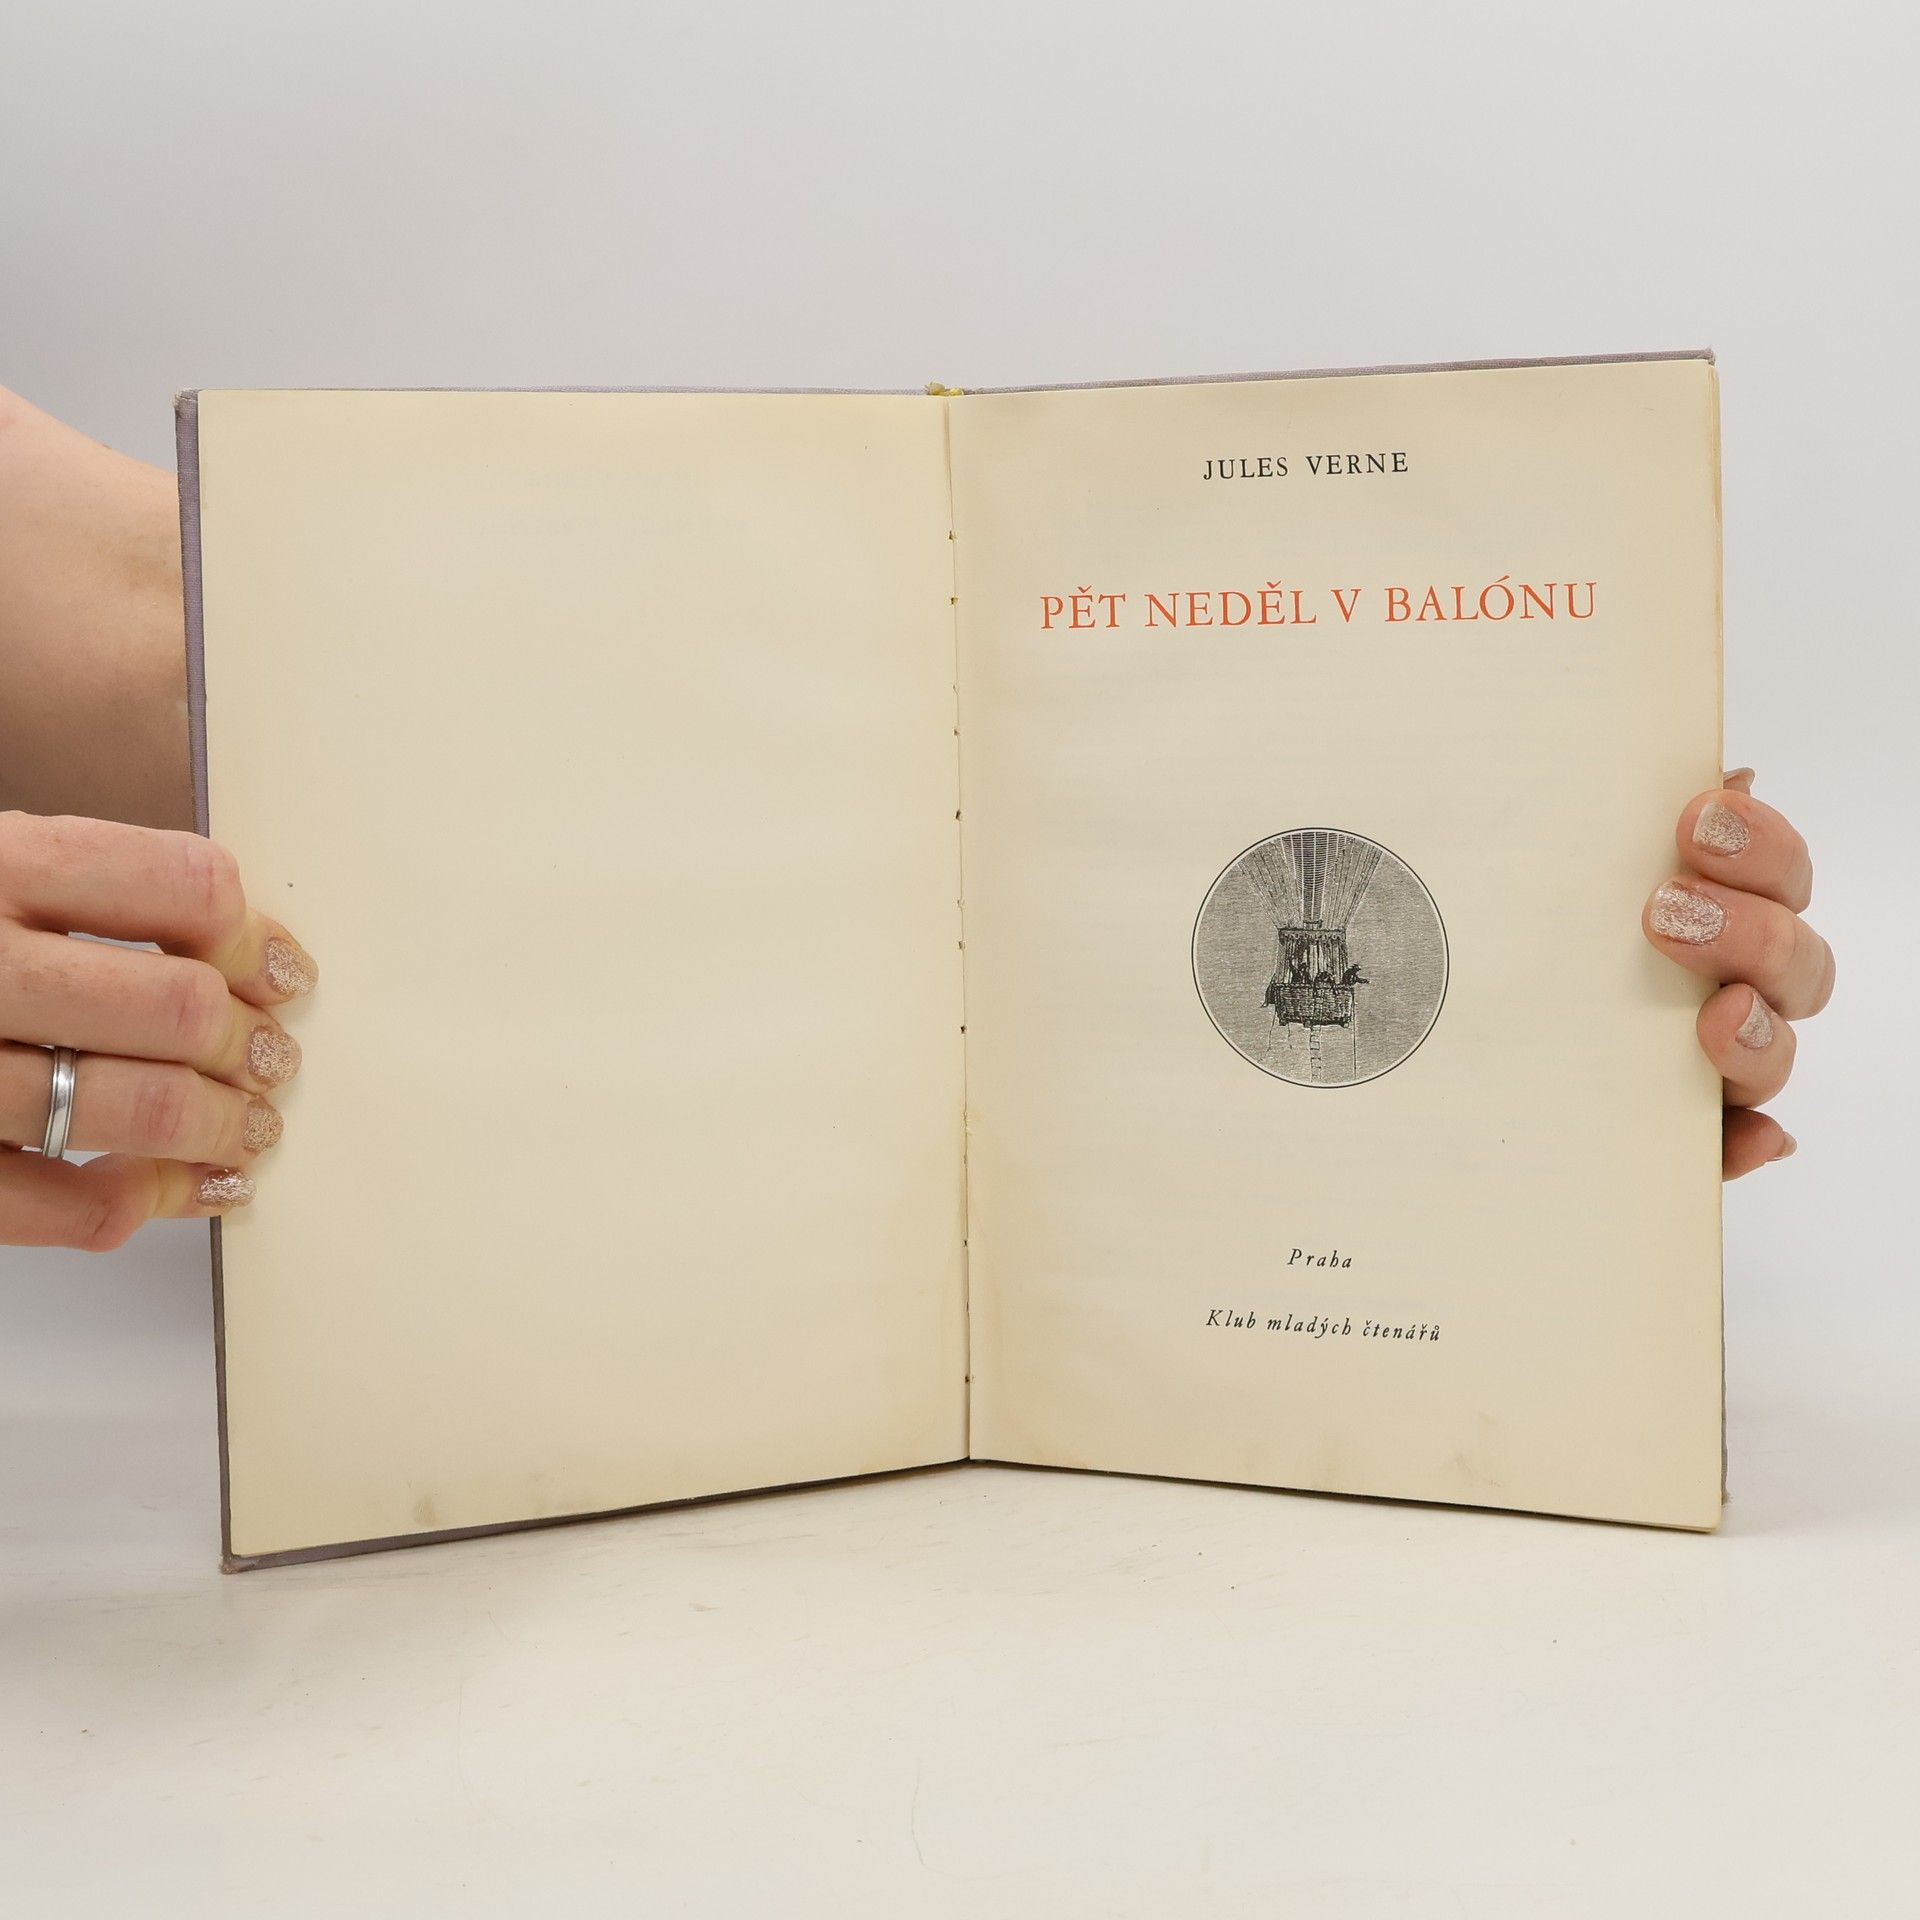 JULES VERNE
PĚT NEDĚL V BALÓNU
Praha
Klub mladých čtenářů